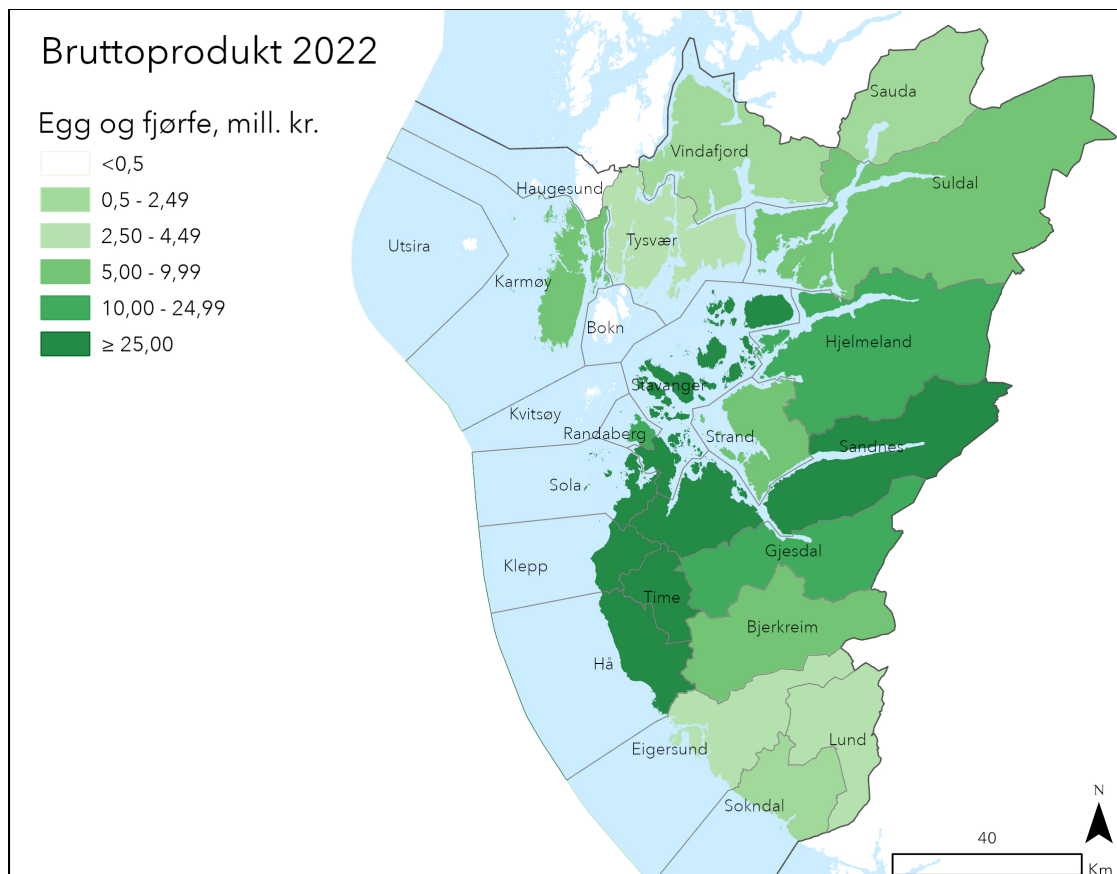 Bruttoprodukt 2022
Egg og fjørfe, mill. kr.
<0,5
0,5 - 2,49
2,50 - 4,49
5,00 - 9,99
10,00 - 24,99
≥ 25,00
Sauda
Vindafjord
Suldal
Haugesund
Utsira
Tysvær
Karmøy
Bokn
Hjelmeland
Stavanger
Kvitsøy
Randaberg
Strand
Sandnes
Sola
Gjesdal
Klepp
Time
Bjerkreim
Hå
Eigersund
Lund
Sokndal
N
40
Km